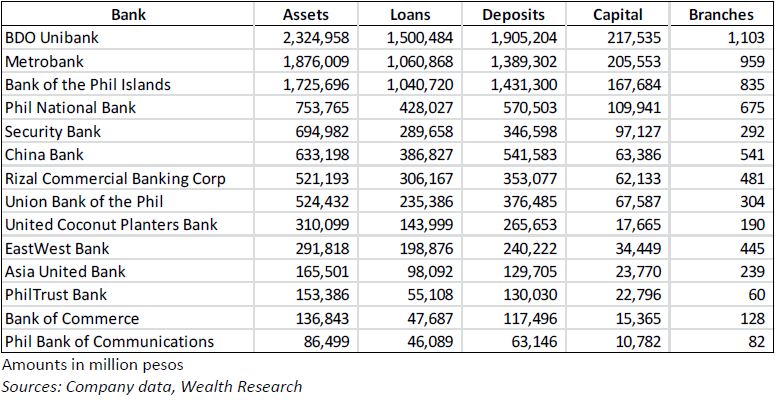 Bank Assets Loans Deposits Capital Branches
BDO Unibank 2,324,958 1,500,484 1,905,204 217,535 1,103
Metrobank 1,876,009 1,060,868 1,389,302 205,553 959
Bank of the Phil Islands 1,725,696 1,040,720 1,431,300 167,684 835
Phil National Bank 753,765 428,027 570,503 109,941 675
Security Bank 694,982 289,658 346,598 97,127 292
China Bank 633,198 386,827 541,583 63,386 541
Rizal Commercial Banking Corp 521,193 306,167 353,077 62,133 481
Union Bank of the Phil 524,432 235,386 376,485 67,587 304
United Coconut Planters Bank 310,099 143,999 265,653 17,665 190
EastWest Bank 291,818 198,876 240,222 34,449 445
Asia United Bank 165,501 98,092 129,705 23,770 239
PhilTrust Bank 153,386 55,108 130,030 22,796 60
Bank of Commerce 136,843 47,687 117,496 15,365 128
Phil Bank of Communications 86,499 46,089 63,146 10,782 82
Amounts in million pesos
Sources: Company data, Wealth Research